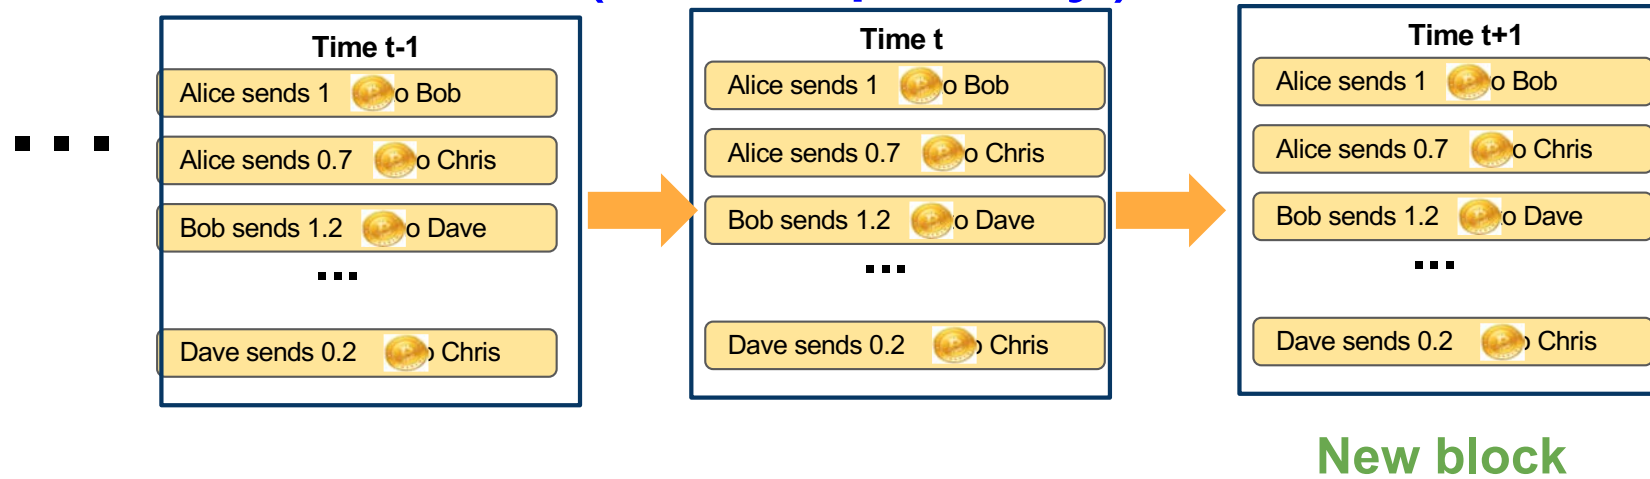 Time t-1
Alice sends 1 o Bob
Alice sends 0.7 o Chris
Bob sends 1.2 o Dave
...
Dave sends 0.2 Chris
Time t
Alice sends 1 o Bob
Alice sends 0.7 o Chris
Bob sends 1.2 o Dave
...
Dave sends 0.2 Chris
Time t+1
Alice sends 1 o Bob
Alice sends 0.7 o Chris
Bob sends 1.2 o Dave
...
Dave sends 0.2 Chris
New block
...